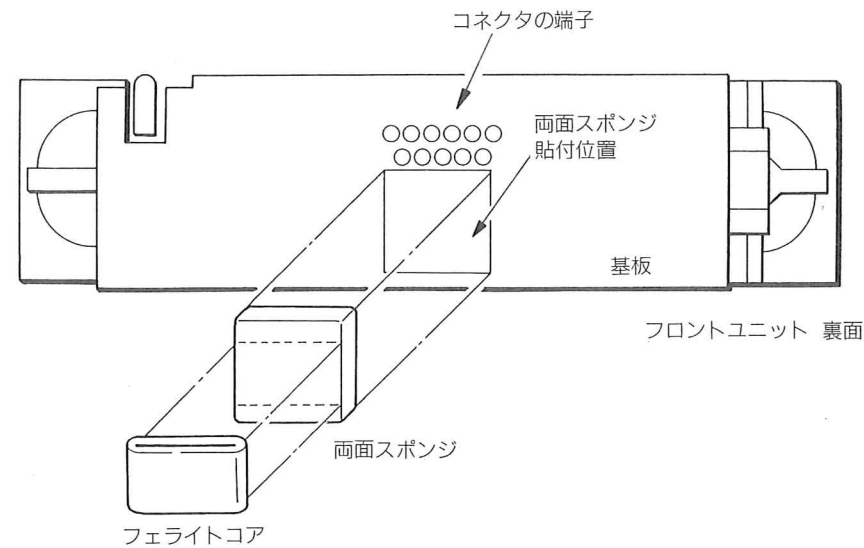 コネクタの端子
両面スポンジ
貼付位置
基板
フロントユニット 裏面
両面スポンジ
フェライトコア